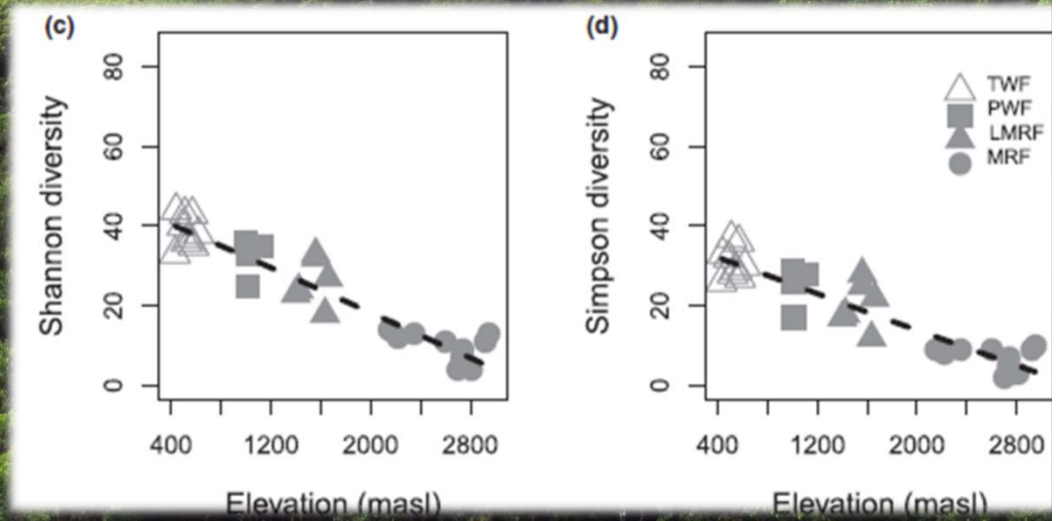 (c)
Shannon diversity
80
60
40
20
0
400 1200 2000 2800
Elevation (masl)
(d)
Simpson diversity
80
60
40
20
0
TWF
PWF
LMRF
MRF
400 1200 2000 2800
Elevation (masl)